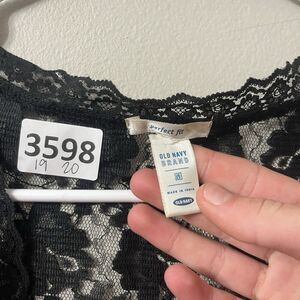 perfect fit
3598
19 20
OLD NAVY
BRAND
M
MADE IN INDIA
OLD NAVY